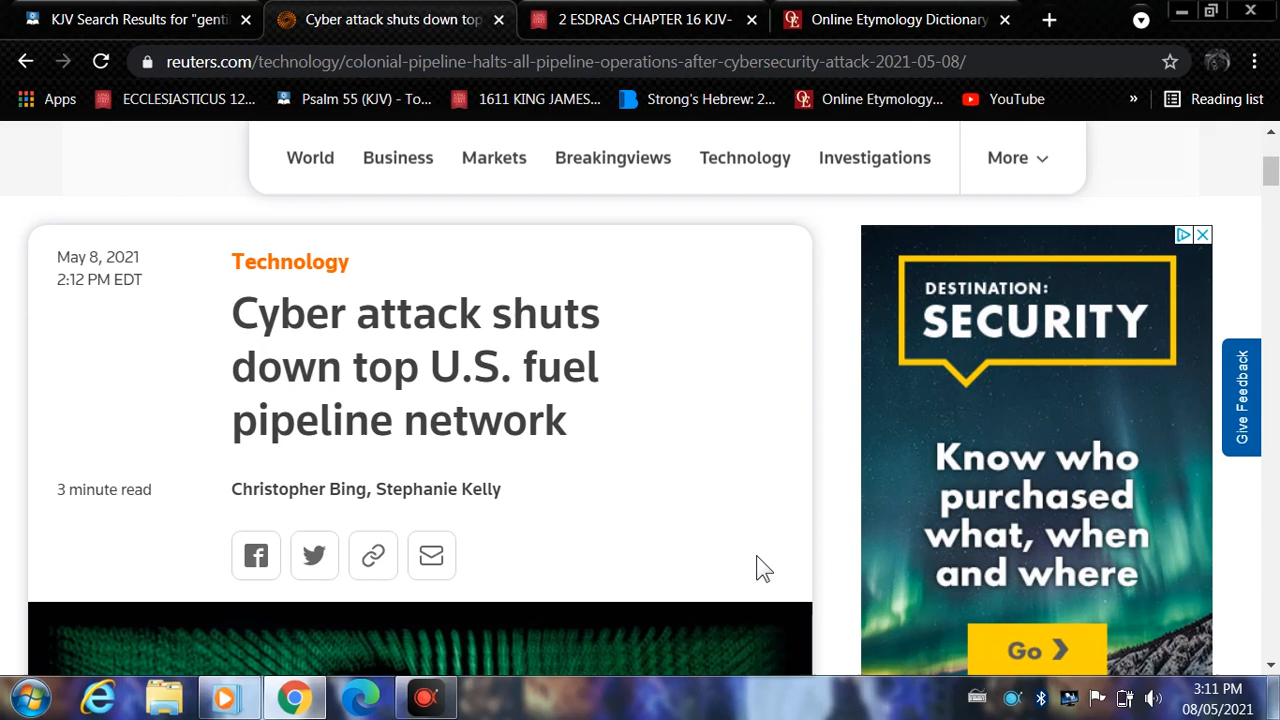 KJV Search Results for "genti
Cyber attack shuts down top
2 ESDRAS CHAPTER 16 KJV-
Online Etymology Dictionary
reuters.com/technology/colonial-pipeline-halts-all-pipeline-operations-after-cybersecurity-attack-2021-05-08/
Apps
ECCLESIASTICUS 12...
Psalm 55 (KJV) - To...
1611 KING JAMES...
Strong's Hebrew: 2...
Online Etymology...
YouTube
»
Reading list
World
Business
Markets
Breakingviews
Technology
Investigations
More
May 8, 2021
2:12 PM EDT
Technology
Cyber attack shuts
down top U.S. fuel
pipeline network
3 minute read
Christopher Bing, Stephanie Kelly
DESTINATION:
SECURITY
Know who
purchased
what, when
and where
Go
Give Feedback
3:11 PM
08/05/2021